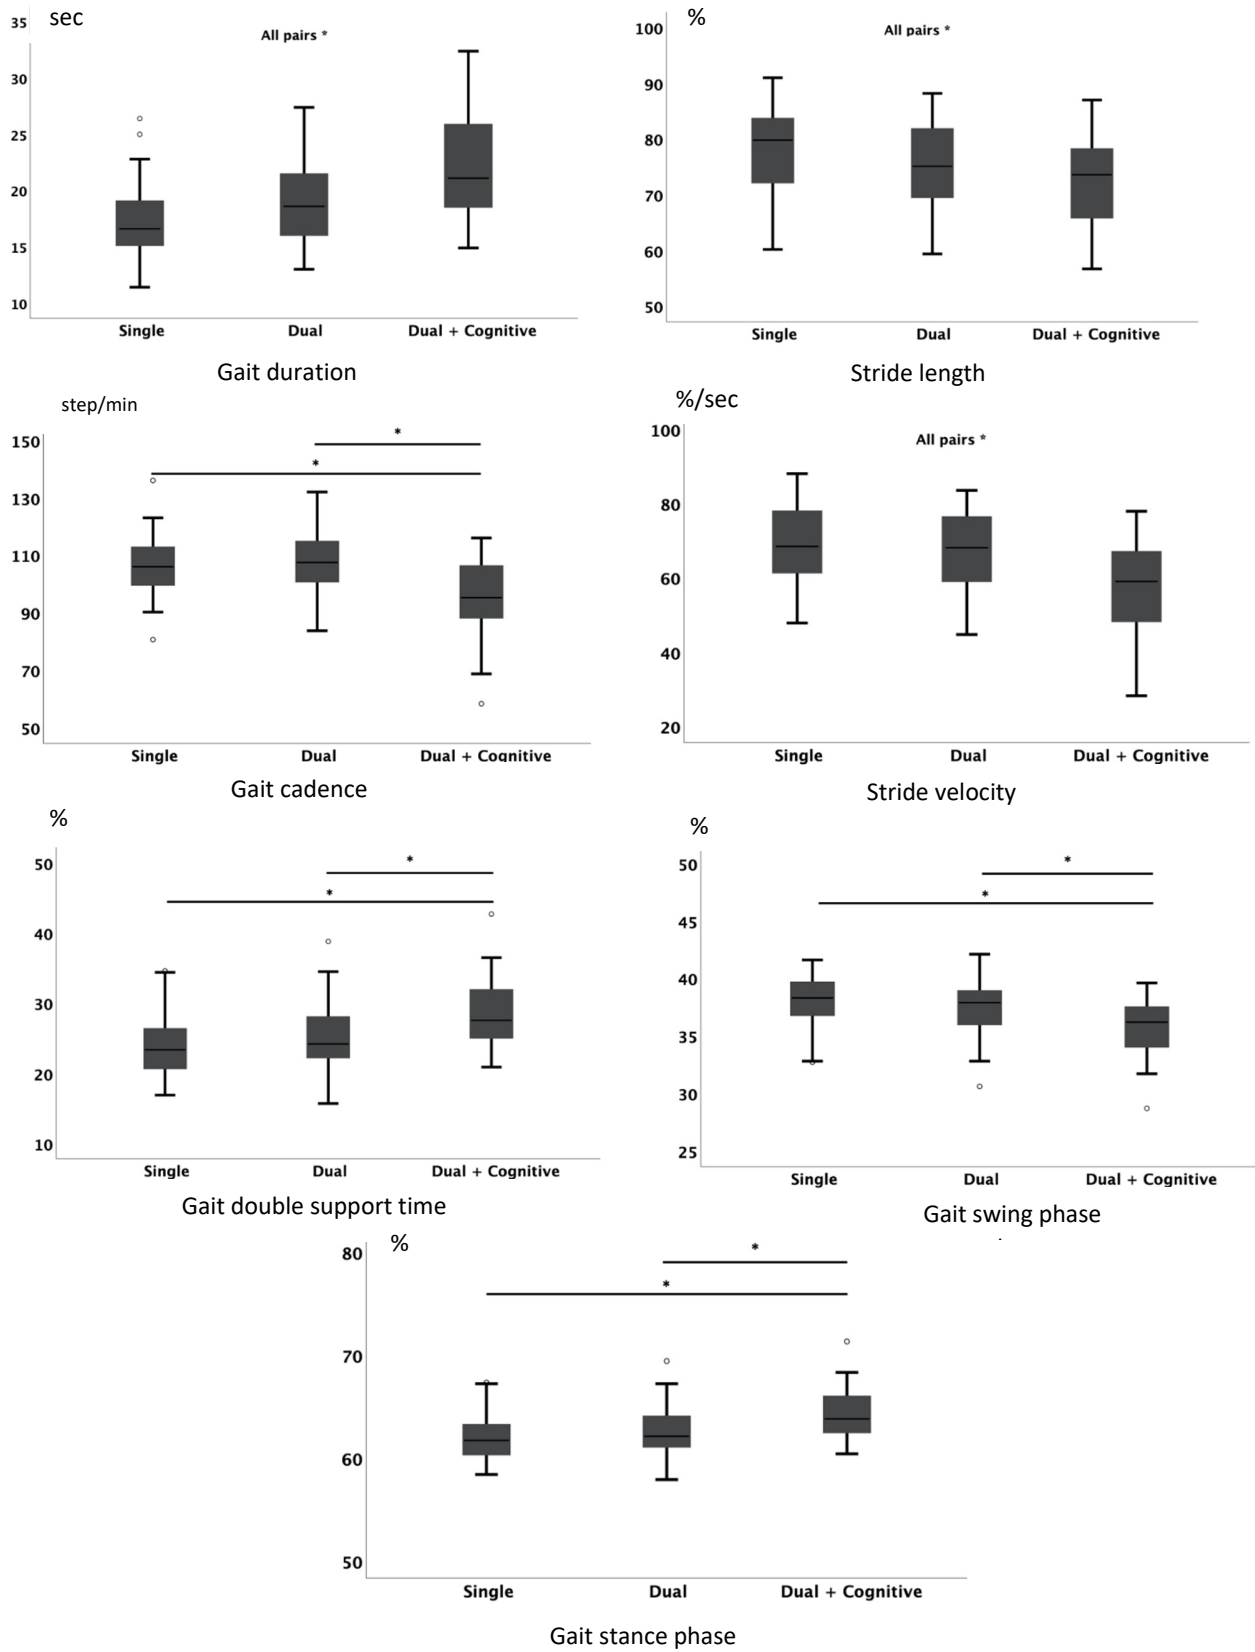 sec
All pairs *
35
30
25
20
15
10
Single Dual Dual + Cognitive
Gait duration
%
All pairs *
100
90
80
70
60
50
Single Dual Dual + Cognitive
Stride length
step/min
*
*
150
130
110
90
70
50
Single Dual Dual + Cognitive
Gait cadence
%/sec
All pairs *
100
80
60
40
20
Single Dual Dual + Cognitive
Stride velocity
%
*
*
50
40
30
20
10
Single Dual Dual + Cognitive
Gait double support time
%
*
*
50
45
40
35
30
25
Single Dual Dual + Cognitive
Gait swing phase
%
*
*
80
70
60
50
Single Dual Dual + Cognitive
Gait stance phase